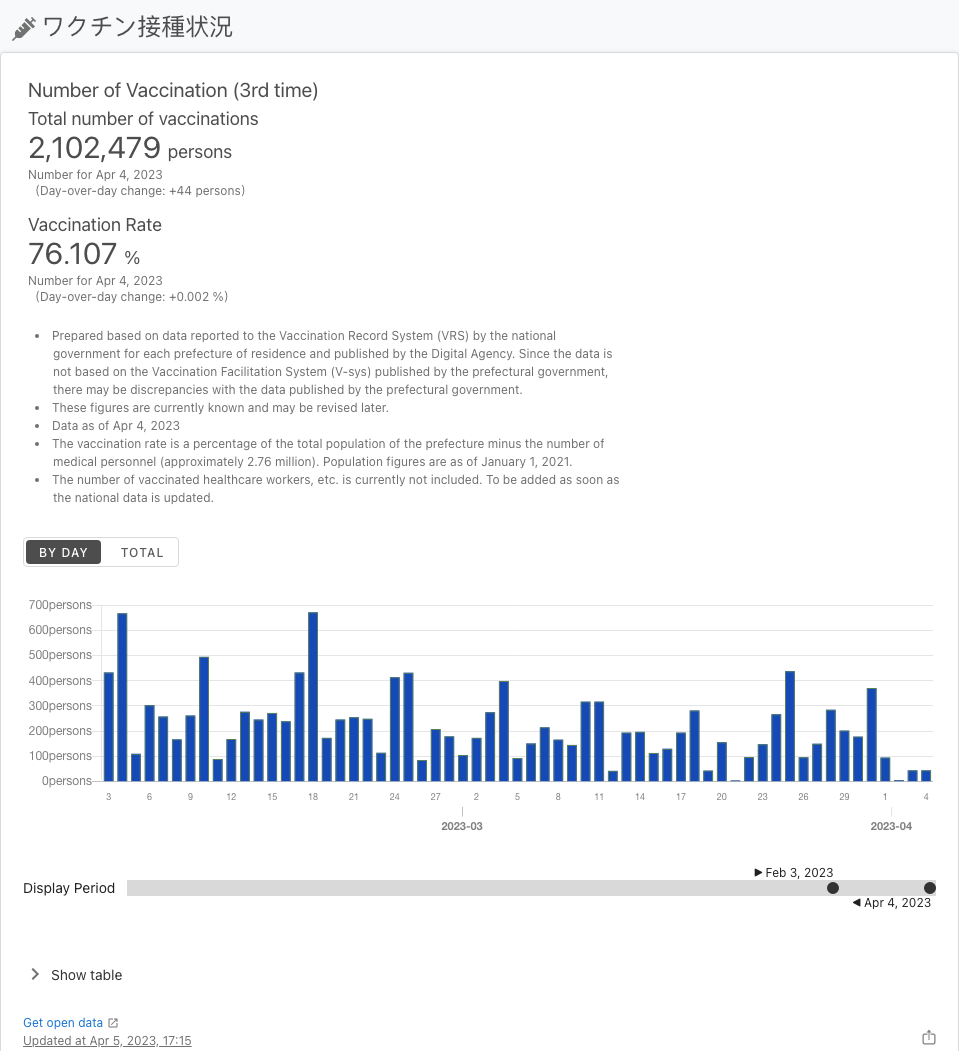 ワクチン接種状況
Number of Vaccination (3rd time)
Total number of vaccinations
2,102,479 persons
Number for Apr 4, 2023
(Day-over-day change: +44 persons)
Vaccination Rate
76.107 %
Number for Apr 4, 2023
(Day-over-day change: +0.002 %)
• Prepared based on data reported to the Vaccination Record System (VRS) by the national
government for each prefecture of residence and published by the Digital Agency. Since the data is
not based on the Vaccination Facilitation System (V-sys) published by the prefectural government,
there may be discrepancies with the data published by the prefectural government.
• These figures are currently known and may be revised later.
• Data as of Apr 4, 2023
• The vaccination rate is a percentage of the total population of the prefecture minus the number of
medical personnel (approximately 2.76 million). Population figures are as of January 1, 2021.
• The number of vaccinated healthcare workers, etc. is currently not included. To be added as soon as
the national data is updated.
BY DAY TOTAL
700persons
600persons
500persons
400persons
300persons
200persons
100persons
0persons
3 6 9 12 15 18 21 24 27 2 5 8 11 14 17 20 23 26 29 1 4
2023-03 2023-04
Feb 3, 2023
Display Period
Apr 4, 2023
Show table
Get open data
Updated at Apr 5, 2023, 17:15